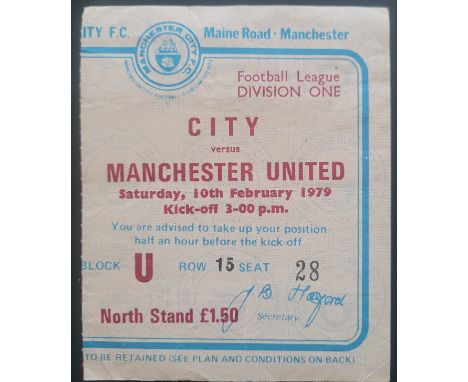 ITY F.C.
Maine Road · Manchester
MANCHESTER CITY F.C.
Football League
DIVISION ONE
CITY
versus
MANCHESTER UNITED
Saturday, 10th February 1979
Kick-off 3-00 p.m.
You are advised to take up your position
half an hour before the kick-off
BLOCK U ROW 15 SEAT 28
North Stand £1.50
Secretary
TO BE RETAINED (SEE PLAN AND CONDITIONS ON BACK)